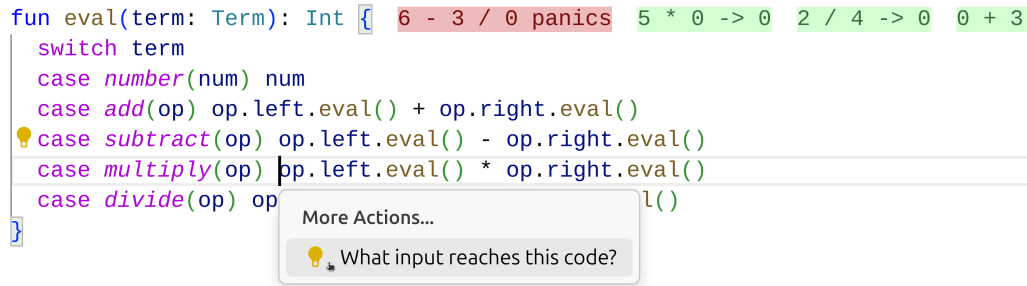 fun eval(term: Term): Int { 6 - 3 / 0 panics 5 * 0 -> 0 2 / 4 -> 0 0 + 3
switch term
case number(num) num
case add(op) op.left.eval() + op.right.eval()
case subtract(op) op.left.eval() - op.right.eval()
case multiply(op) op.left.eval() * op.right.eval()
case divide(op) op l()
More Actions...
}
What input reaches this code?